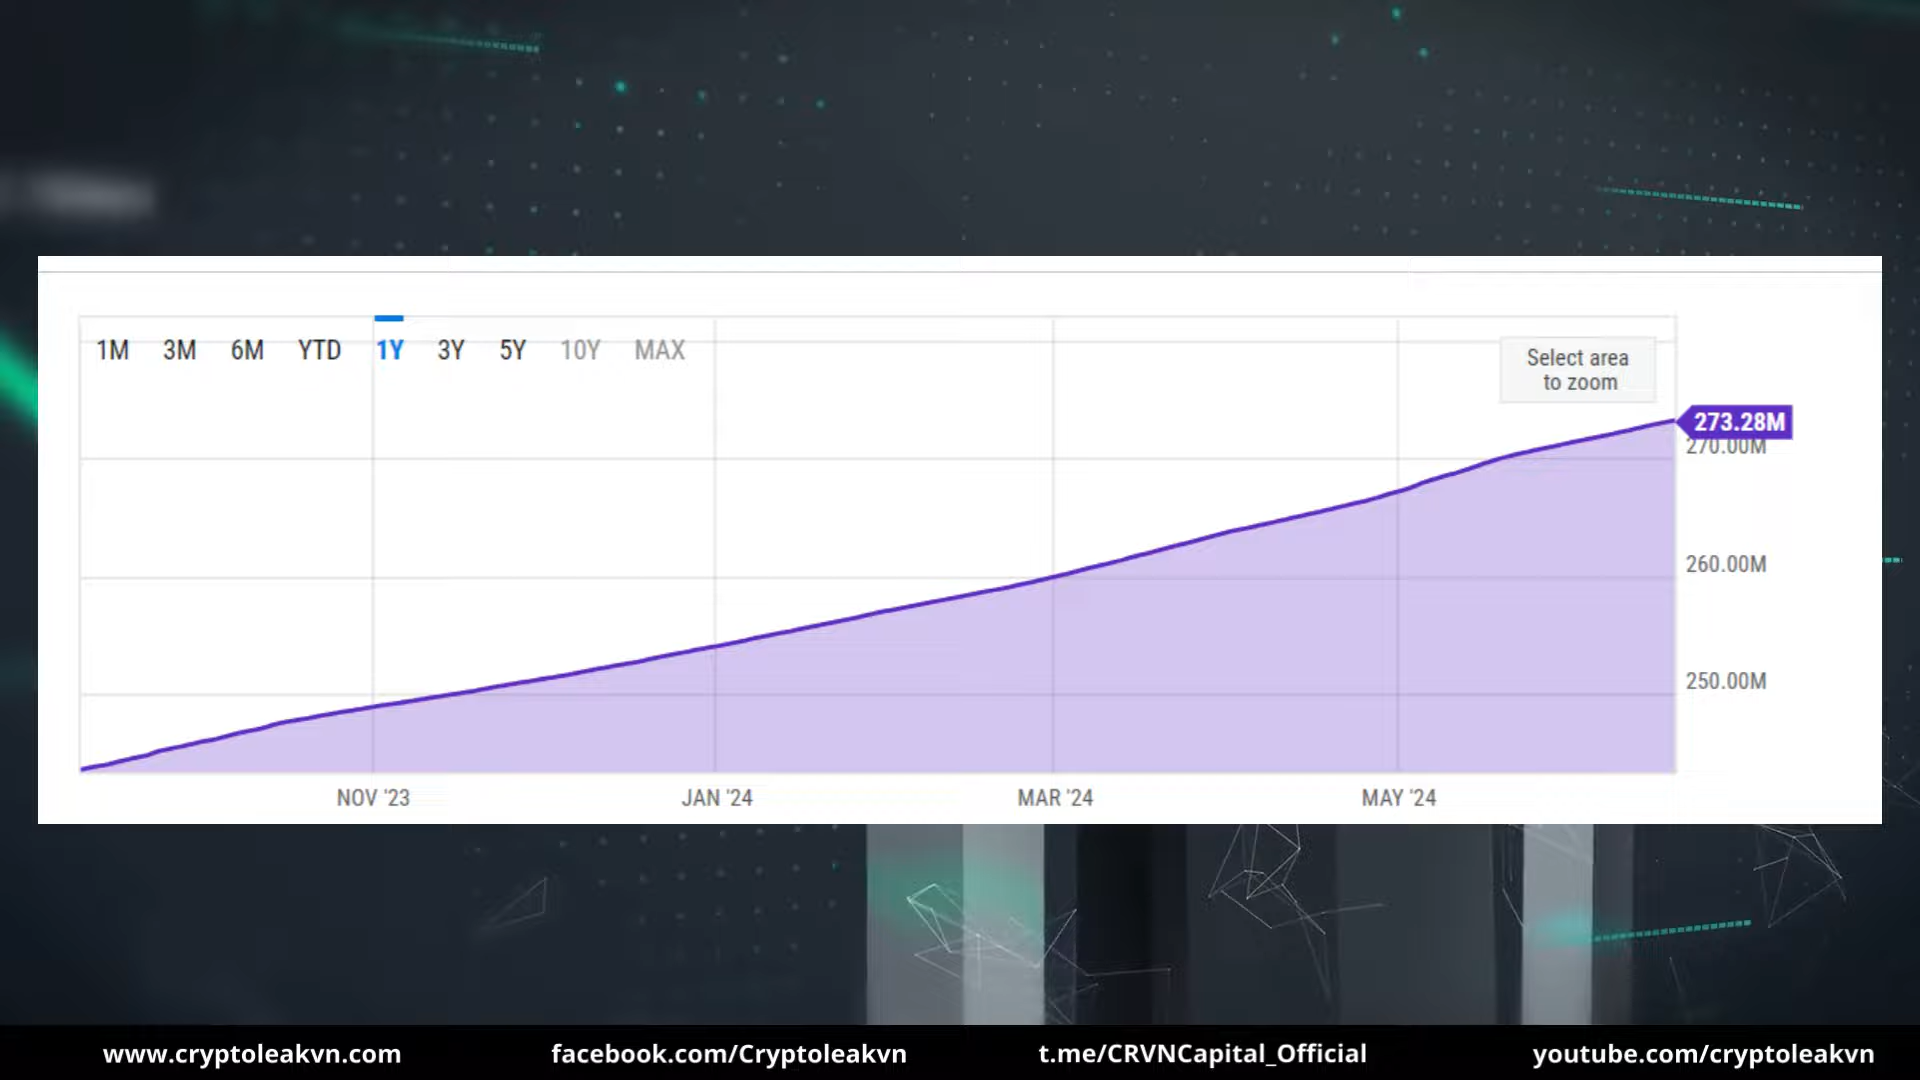 1M 3M 6M YTD 1Y 3Y 5Y 10Y MAX
Select area
to zoom
273.28M
270.00M
260.00M
250.00M
NOV '23 JAN '24 MAR '24 MAY '24
www.cryptoleakvn.com facebook.com/Cryptoleakvn t.me/CRVNCapital_Official youtube.com/cryptoleakvn